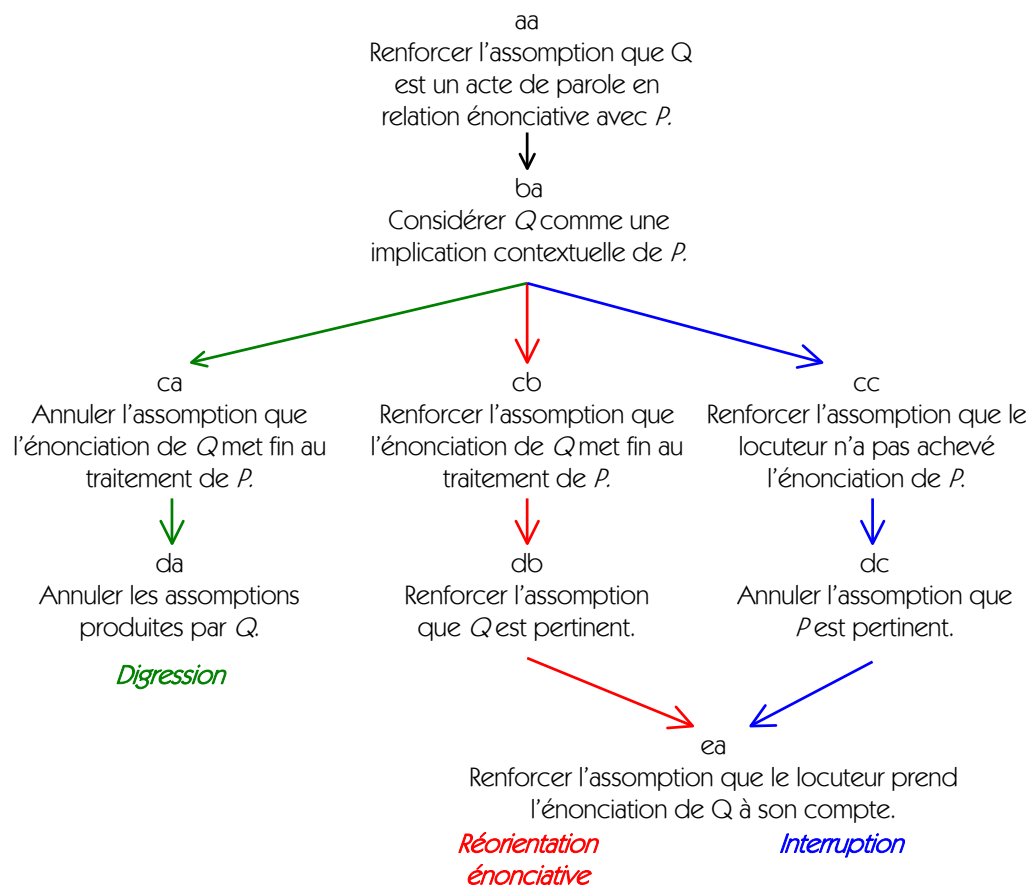 aa
Renforcer l'assomption que Q
est un acte de parole en
relation énonciative avec P.
ba
Considérer Q comme une
implication contextuelle de P.
ca
Annuler l'assomption que
l'énonciation de Q met fin au
traitement de P.
cb
Renforcer l'assomption que
l'énonciation de Q met fin au
traitement de P.
cc
Renforcer l'assomption que le
locuteur n'a pas achevé
l'énonciation de P.
da
Annuler les assomptions
produites par Q.
Digression
db
Renforcer l'assomption
que Q est pertinent.
dc
Annuler l'assomption que
P est pertinent.
ea
Renforcer l'assomption que le locuteur prend
l'énonciation de Q à son compte.
Réorientation
énonciative
Interruption